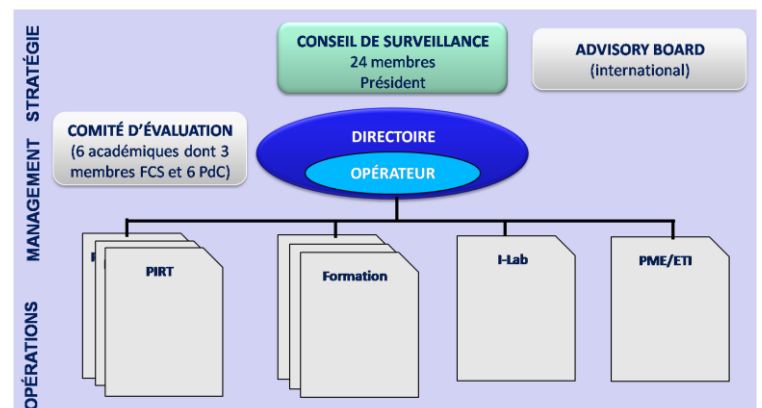 STRATÉGIE
CONSEIL DE SURVEILLANCE
24 membres
Président
ADVISORY BOARD
(international)
MANAGEMENT
COMITÉ D'ÉVALUATION
(6 académiques dont 3
membres FCS et 6 PdC)
DIRECTOIRE
OPÉRATEUR
OPÉRATIONS
PIRT
Formation
I-Lab
PME/ETI